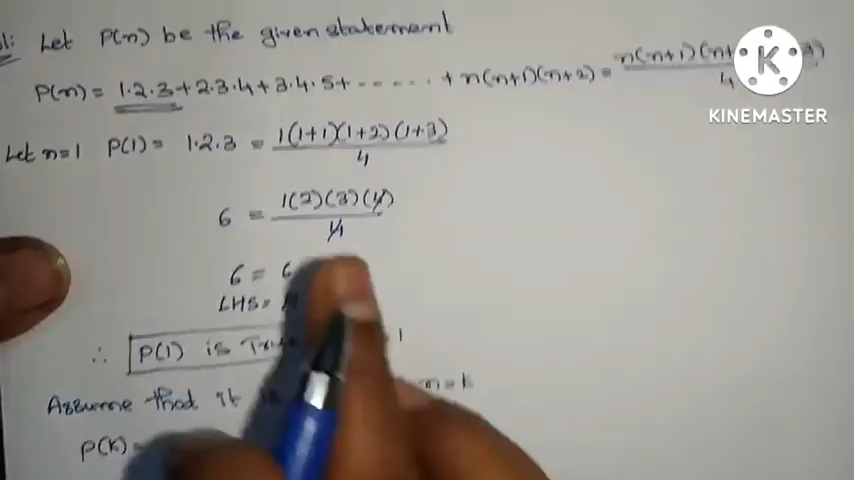 Let P(n) be the given statement
P(n) = 1.2.3 + 2.3.4 + 3.4.5 + ...... + n(n+1)(n+2) = n(n+1)(n+ 3) / 4
Let n=1 P(1) = 1.2.3 = 1(1+1)(1+2)(1+3) / 4
6 = 1(2)(3)(4) / 4
6 = 6
LHS =
∴ P(1) is 1
Assume that it n = k
P(K) =
K
KINEMASTER